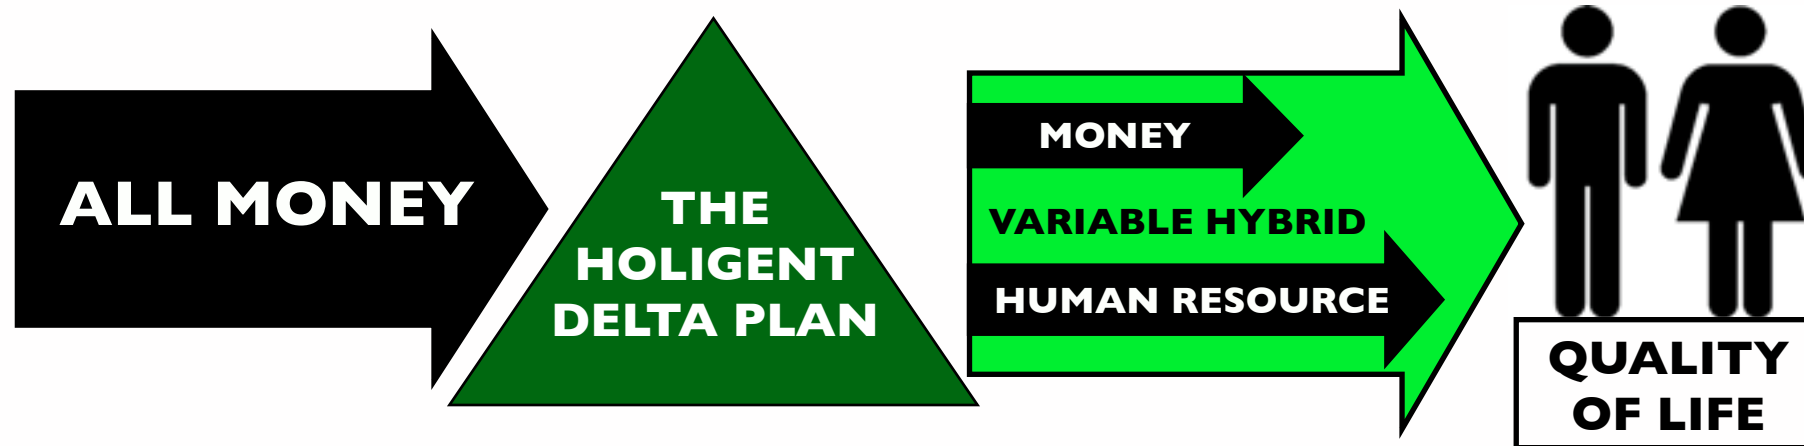 ALL MONEY
THE
HOLIGENT
DELTA PLAN
MONEY
VARIABLE HYBRID
HUMAN RESOURCE
QUALITY
OF LIFE